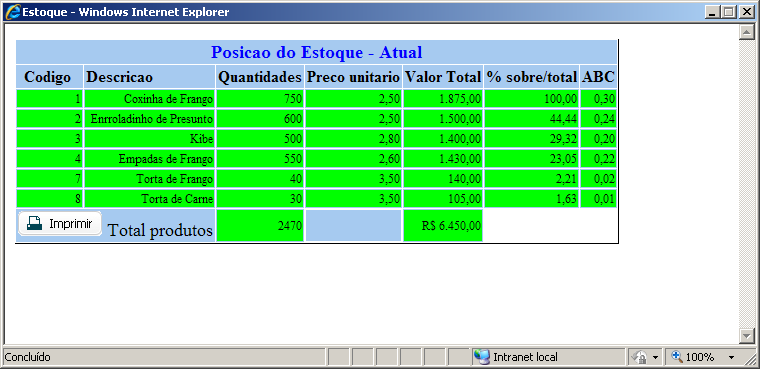 Estoque - Windows Internet Explorer
Posicao do Estoque - Atual
Codigo Descricao Quantidades Preco unitario Valor Total % sobre/total ABC
1 Coxinha de Frango 750 2,50 1.875,00 100,00 0,30
2 Enrroladinho de Presunto 600 2,50 1.500,00 44,44 0,24
3 Kibe 500 2,80 1.400,00 29,32 0,20
4 Empadas de Frango 550 2,60 1.430,00 23,05 0,22
7 Torta de Frango 40 3,50 140,00 2,21 0,02
8 Torta de Carne 30 3,50 105,00 1,63 0,01
Imprimir Total produtos 2470 R$ 6.450,00
Concluído Intranet local 100%